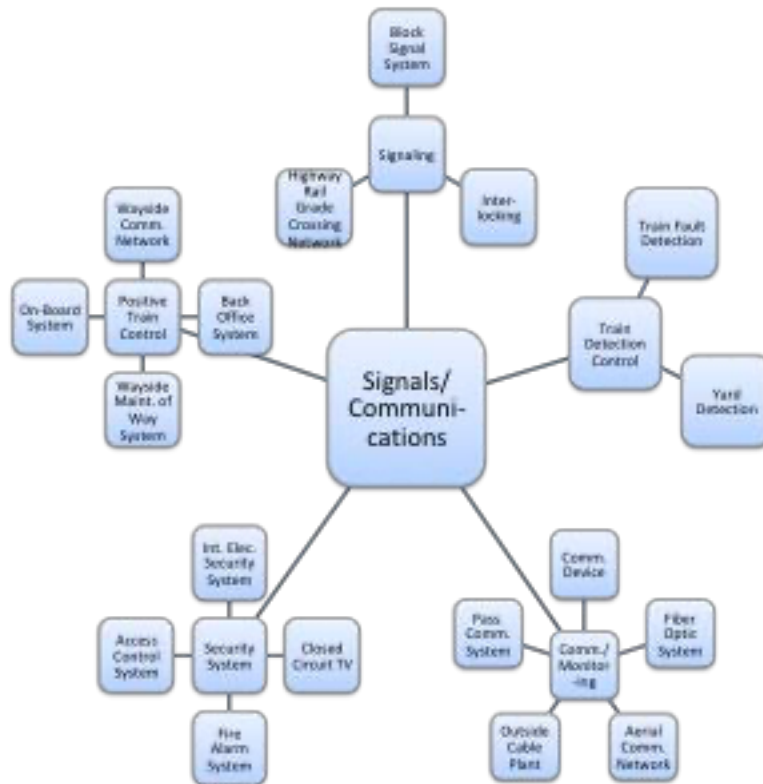 Block
Signal
System
Signaling
Highway
Rail
Grade
Crossing
Network
Inter-
locking
Train Fault
Detection
Train
Detection
Control
Yard
Detection
Wayside
Comm.
Network
On-Board
System
Positive
Train
Control
Back
Office
System
Wayside
Maint. of
Way
System
Signals/
Communi-
cations
Int. Elec.
Security
System
Access
Control
System
Security
System
Closed
Circuit TV
Fire
Alarm
System
Comm.
Device
Pass
Comm.
System
Comm./
Monitor
-ing
Fiber
Optic
System
Outside
Cable
Plant
Aerial
Comm.
Network